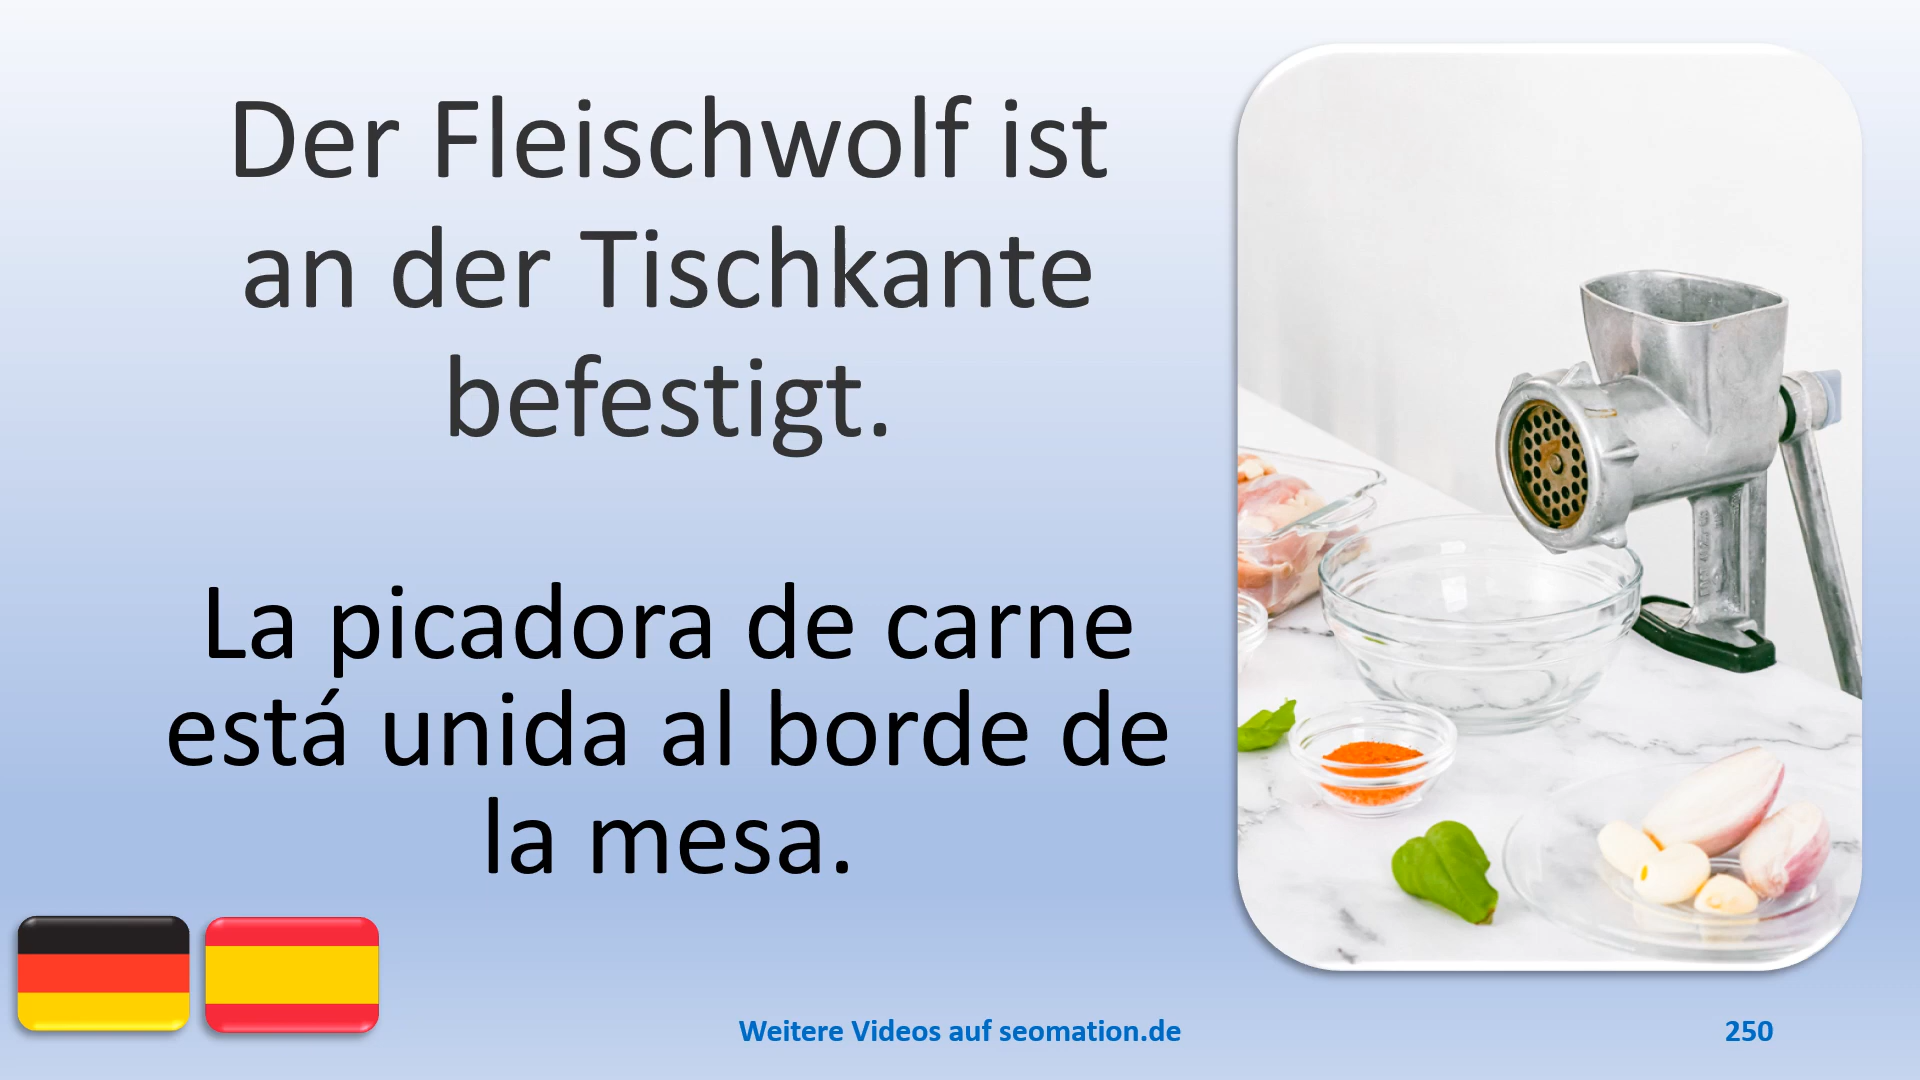 Der Fleischwolf ist
an der Tischkante
befestigt.
La picadora de carne
está unida al borde de
la mesa.
Weitere Videos auf seomation.de
250